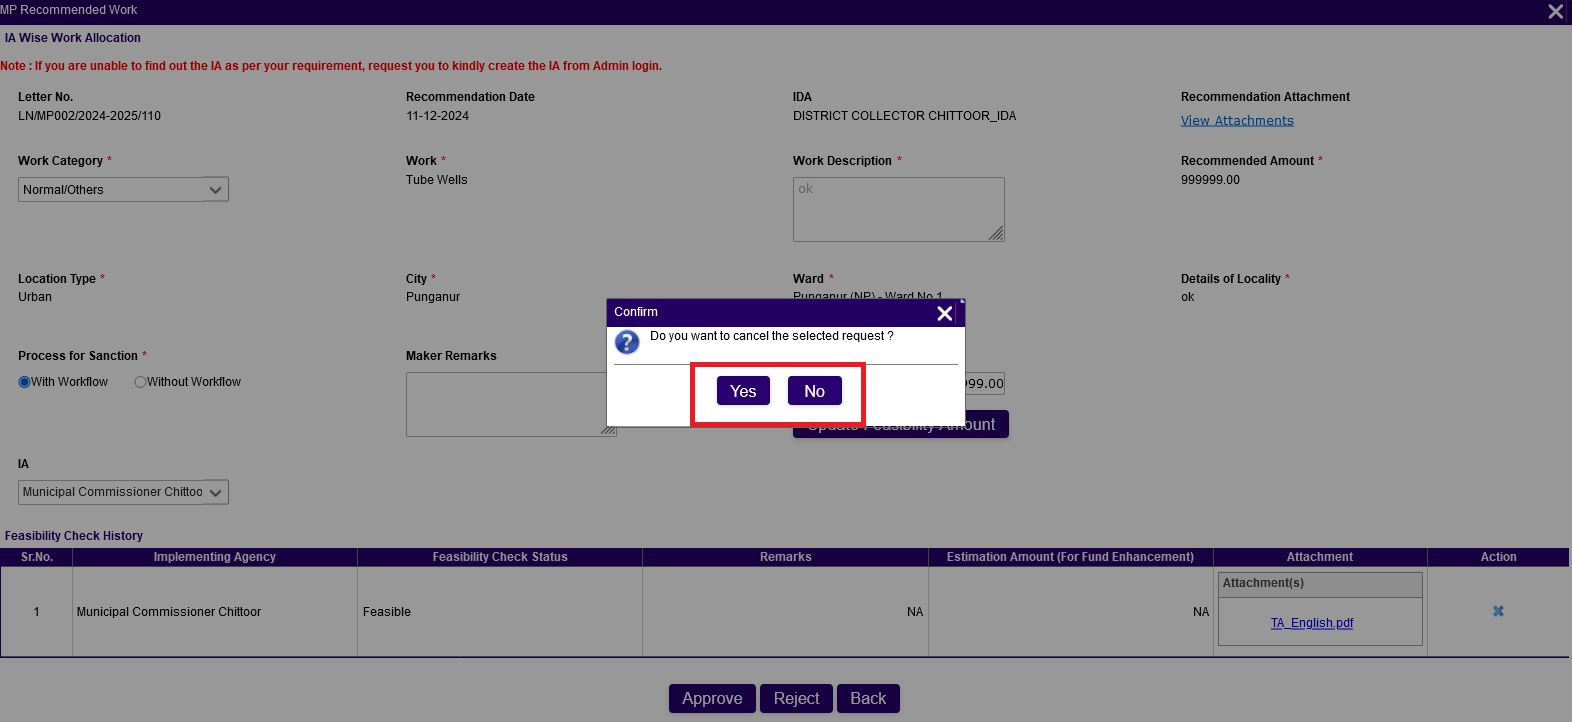 MP Recommended Work
IA Wise Work Allocation
Note : If you are unable to find out the IA as per your requirement, request you to kindly create the IA from Admin login.
Letter No.
LN/MP002/2024-2025/110
Recommendation Date
11-12-2024
IDA
DISTRICT COLLECTOR CHITTOOR_IDA
Recommendation Attachment
View Attachments
Work Category *
Normal/Others
Work *
Tube Wells
Work Description *
ok
Recommended Amount *
999999.00
Location Type *
Urban
City *
Punganur
Ward *
Punganur (NP) - Ward No.1
Details of Locality *
ok
Confirm
Do you want to cancel the selected request ?
Yes No
Process for Sanction *
With Workflow Without Workflow
Maker Remarks
99.00
Update Feasibility Amount
IA
Municipal Commissioner Chittoo
Feasibility Check History
Sr.No. Implementing Agency Feasibility Check Status Remarks Estimation Amount (For Fund Enhancement) Attachment Action
Attachment(s)
1 Municipal Commissioner Chittoor Feasible NA NA
TA_English.pdf
Approve Reject Back